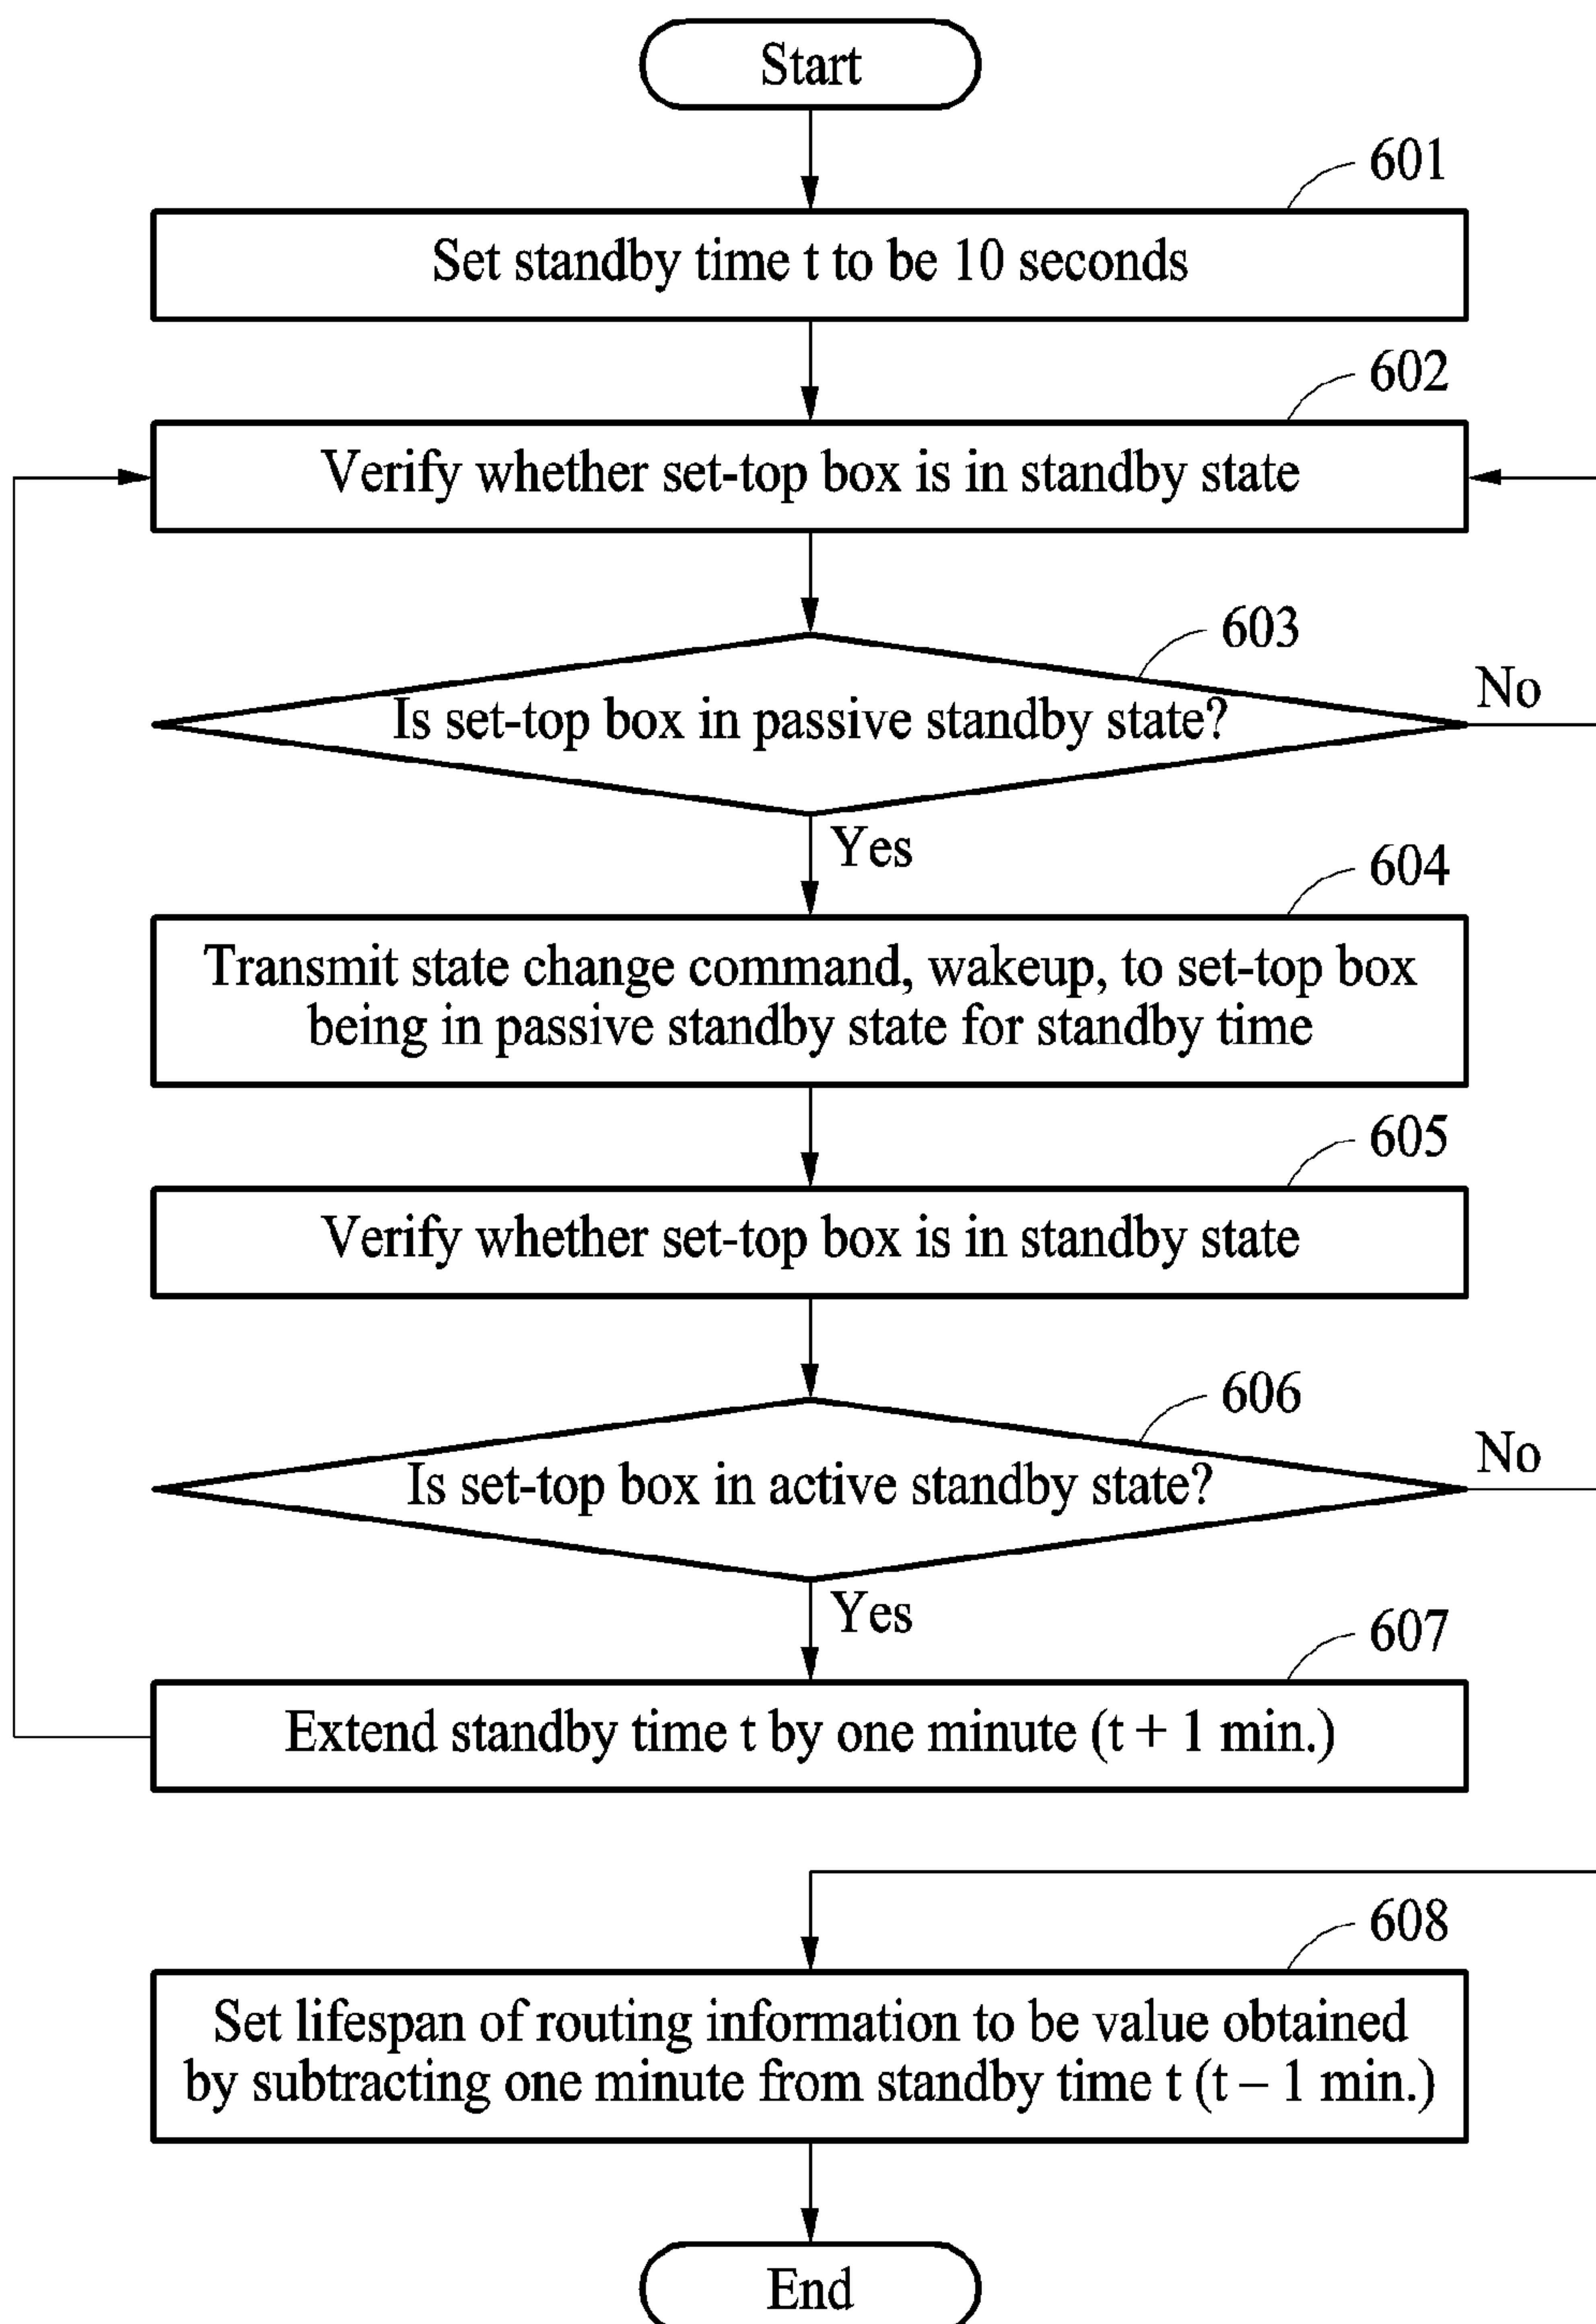 Start
601
Set standby time t to be 10 seconds
602
Verify whether set-top box is in standby state
603
Is set-top box in passive standby state?
No
Yes
604
Transmit state change command, wakeup, to set-top box
being in passive standby state for standby time
605
Verify whether set-top box is in standby state
606
Is set-top box in active standby state?
No
Yes
607
Extend standby time t by one minute (t + 1 min.)
608
Set lifespan of routing information to be value obtained
by subtracting one minute from standby time t (t – 1 min.)
End